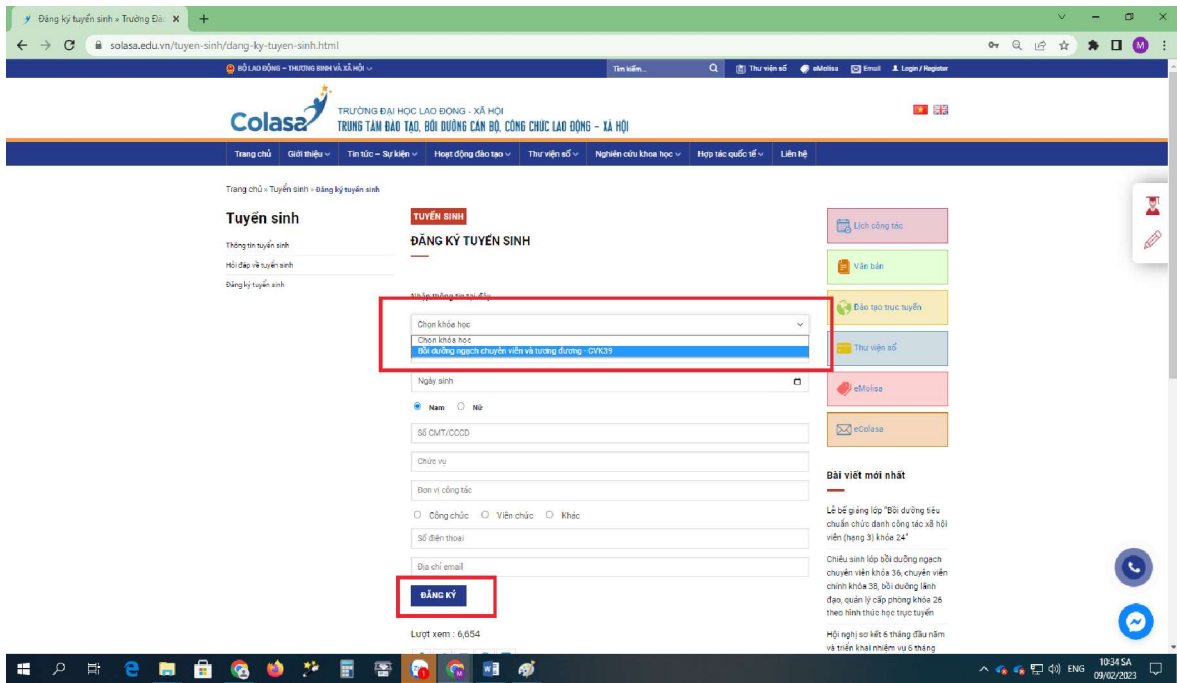 Đăng ký tuyển sinh » Trường Đạ
solasa.edu.vn/tuyen-sinh/dang-ky-tuyen-sinh.html
M
BỘ LAO ĐỘNG – THƯƠNG BINH VÀ XÃ HỘI
Tìm kiếm...
Thư viện số
eMolisa
Email
Login / Register
Colasa
TRƯỜNG ĐẠI HỌC LAO ĐỘNG - XÃ HỘI
TRUNG TÂM ĐÀO TẠO, BỒI DƯỠNG CÁN BỘ, CÔNG CHỨC LAO ĐỘNG – XÃ HỘI
Trang chủ Giới thiệu Tin tức – Sự kiện Hoạt động đào tạo Thư viện số Nghiên cứu khoa học Hợp tác quốc tế Liên hệ
Trang chủ » Tuyển sinh » Đăng ký tuyển sinh
Tuyển sinh
Thông tin tuyển sinh
Hỏi đáp về tuyển sinh
Đăng ký tuyển sinh
TUYỂN SINH
ĐĂNG KÝ TUYỂN SINH
Nhập thông tin tại đây
Chọn khóa học
Chọn khóa học
Bồi dưỡng ngạch chuyên viên và tương đương - CVK39
Ngày sinh
Nam Nữ
Số CMT/CCCD
Chức vụ
Đơn vị công tác
Công chức Viên chức Khác
Số điện thoại
Địa chỉ email
ĐĂNG KÝ
Lượt xem : 6,654
Lịch công tác
Văn bản
Đào tạo trực tuyến
Thư viện số
eMolisa
eColasa
Bài viết mới nhất
Lễ bế giảng lớp “Bồi dưỡng tiêu
chuẩn chức danh công tác xã hội
viên (hạng 3) khóa 24”
Chiêu sinh lớp bồi dưỡng ngạch
chuyên viên khóa 36, chuyên viên
chính khóa 38, bồi dưỡng lãnh
đạo, quản lý cấp phòng khóa 26
theo hình thức học trực tuyến
Hội nghị sơ kết 6 tháng đầu năm
và triển khai nhiệm vụ 6 tháng
ENG
10:34 SA
09/02/2023